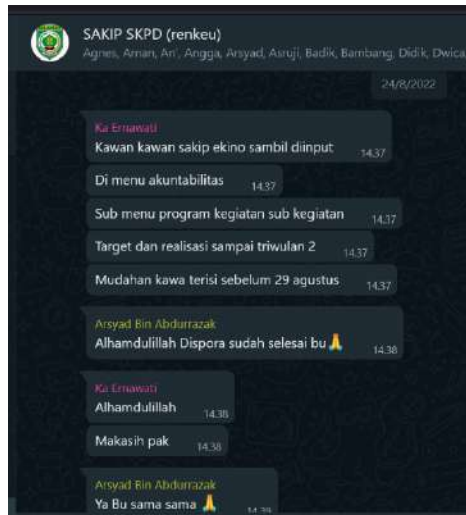 SAKIP SKPD (renkeu)
Agnes, Aman, An', Angga, Arsyad, Asruji, Badik, Bambang, Didik, Dwica
24/8/2022
Ka Ernawati
Kawan kawan sakip ekino sambil diinput 14.37
Di menu akuntabilitas 14.37
Sub menu program kegiatan sub kegiatan 14.37
Target dan realisasi sampai triwulan 2 14.37
Mudahan kawa terisi sebelum 29 agustus 14.37
Arsyad Bin Abdurrazak
Alhamdulillah Dispora sudah selesai bu🙏 14.38
Ka Ernawati
Alhamdulillah 14.38
Makasih pak 14.38
Arsyad Bin Abdurrazak
Ya Bu sama sama 🙏 14.39